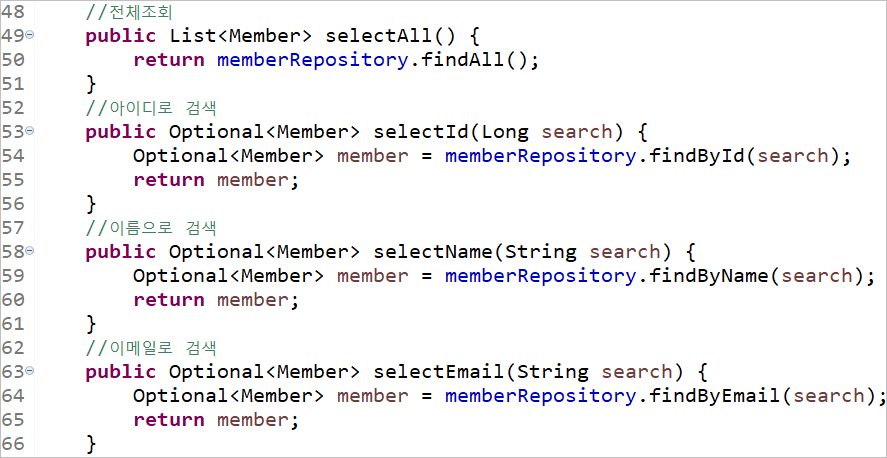 48 //전체조회
49 public List<Member> selectAll() {
50 return memberRepository.findAll();
51 }
52 //아이디로 검색
53 public Optional<Member> selectId(Long search) {
54 Optional<Member> member = memberRepository.findById(search);
55 return member;
56 }
57 //이름으로 검색
58 public Optional<Member> selectName(String search) {
59 Optional<Member> member = memberRepository.findByName(search);
60 return member;
61 }
62 //이메일로 검색
63 public Optional<Member> selectEmail(String search) {
64 Optional<Member> member = memberRepository.findByEmail(search);
65 return member;
66 }